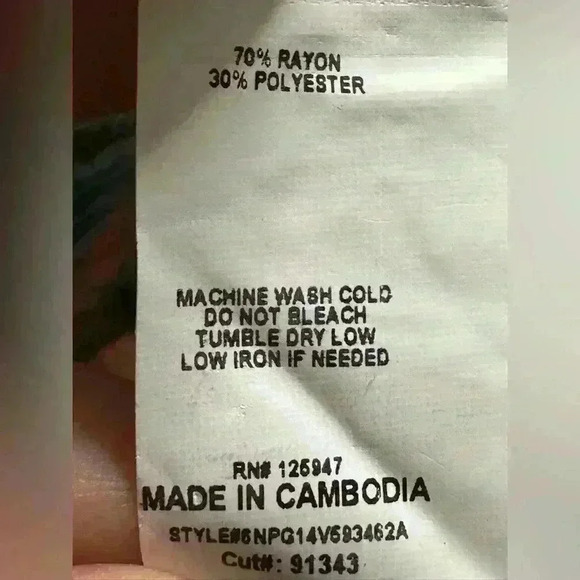 70% RAYON
30% POLYESTER
MACHINE WASH COLD
DO NOT BLEACH
TUMBLE DRY LOW
LOW IRON IF NEEDED
RN# 125947
MADE IN CAMBODIA
STYLE#6NPG14V593462A
Cut#: 91343